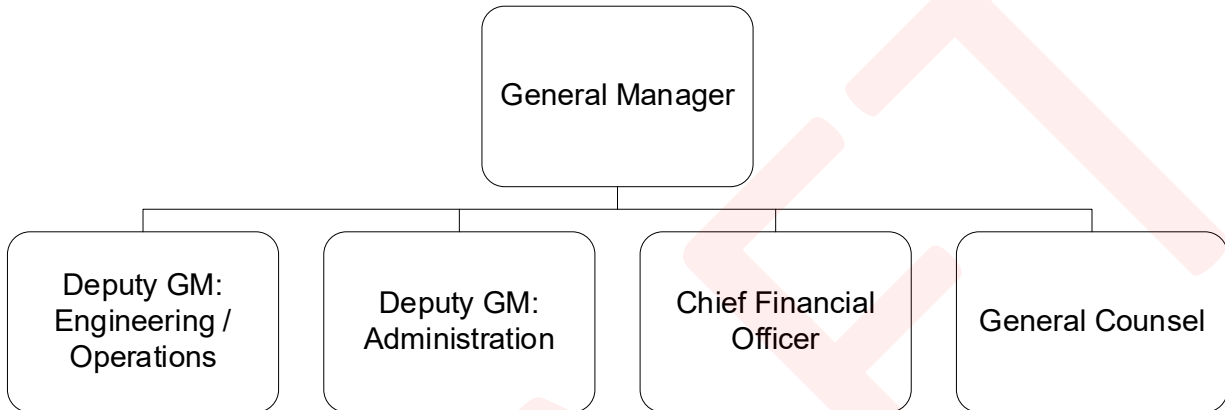 General Manager
Deputy GM:
Engineering /
Operations
Deputy GM:
Administration
Chief Financial
Officer
General Counsel